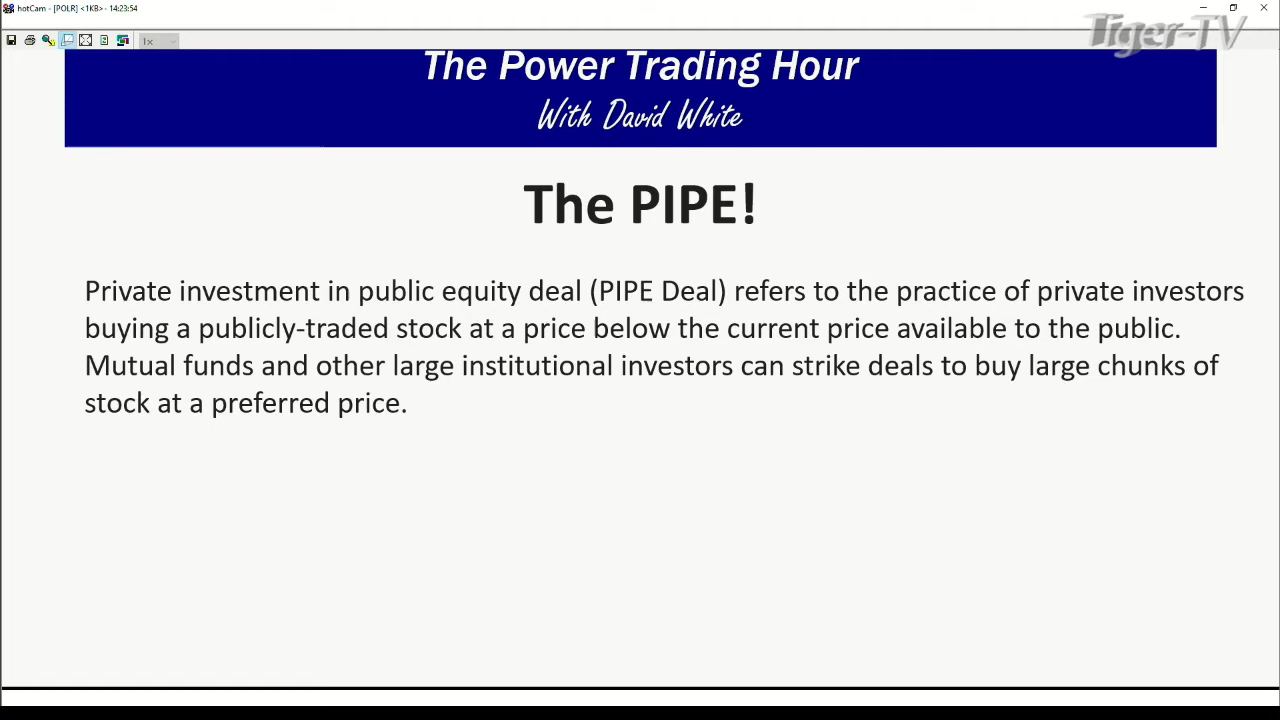 hotCam - [POLR] <1KB> - 14:23:54
Tiger-TV
1x
The Power Trading Hour
With David White
The PIPE!
Private investment in public equity deal (PIPE Deal) refers to the practice of private investors
buying a publicly-traded stock at a price below the current price available to the public.
Mutual funds and other large institutional investors can strike deals to buy large chunks of
stock at a preferred price.